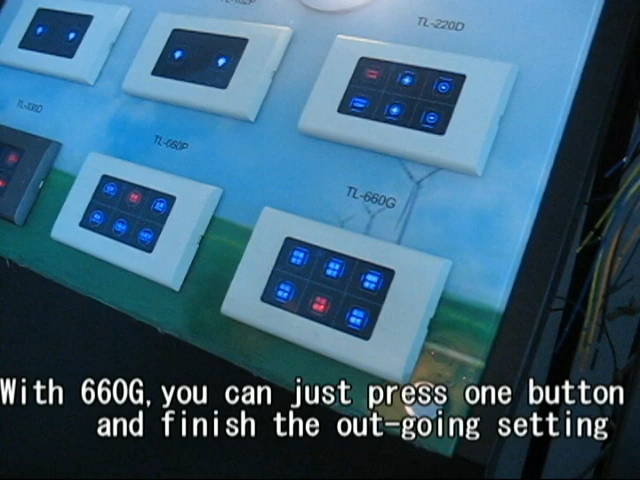 TL-220D
TL-330D
TL-660P
TL-660G
With 660G,you can just press one button
and finish the out-going setting